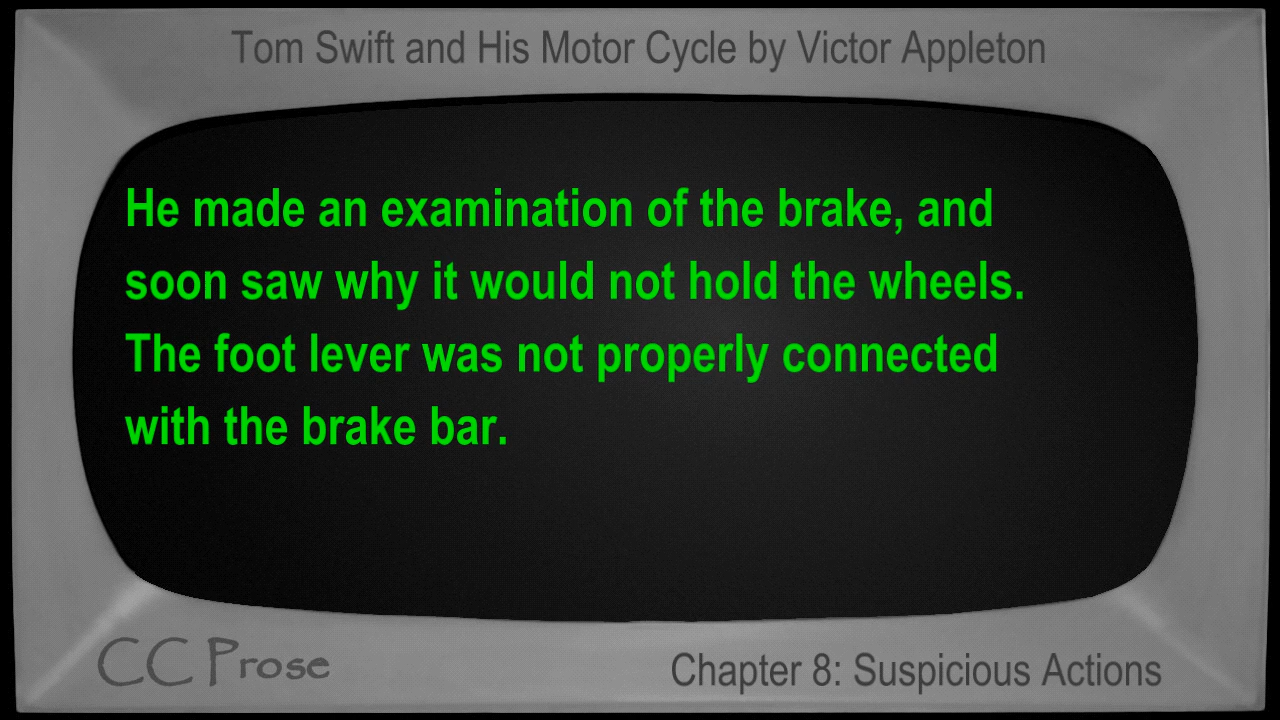 Tom Swift and His Motor Cycle by Victor Appleton
He made an examination of the brake, and
soon saw why it would not hold the wheels.
The foot lever was not properly connected
with the brake bar.
CC Prose
Chapter 8: Suspicious Actions